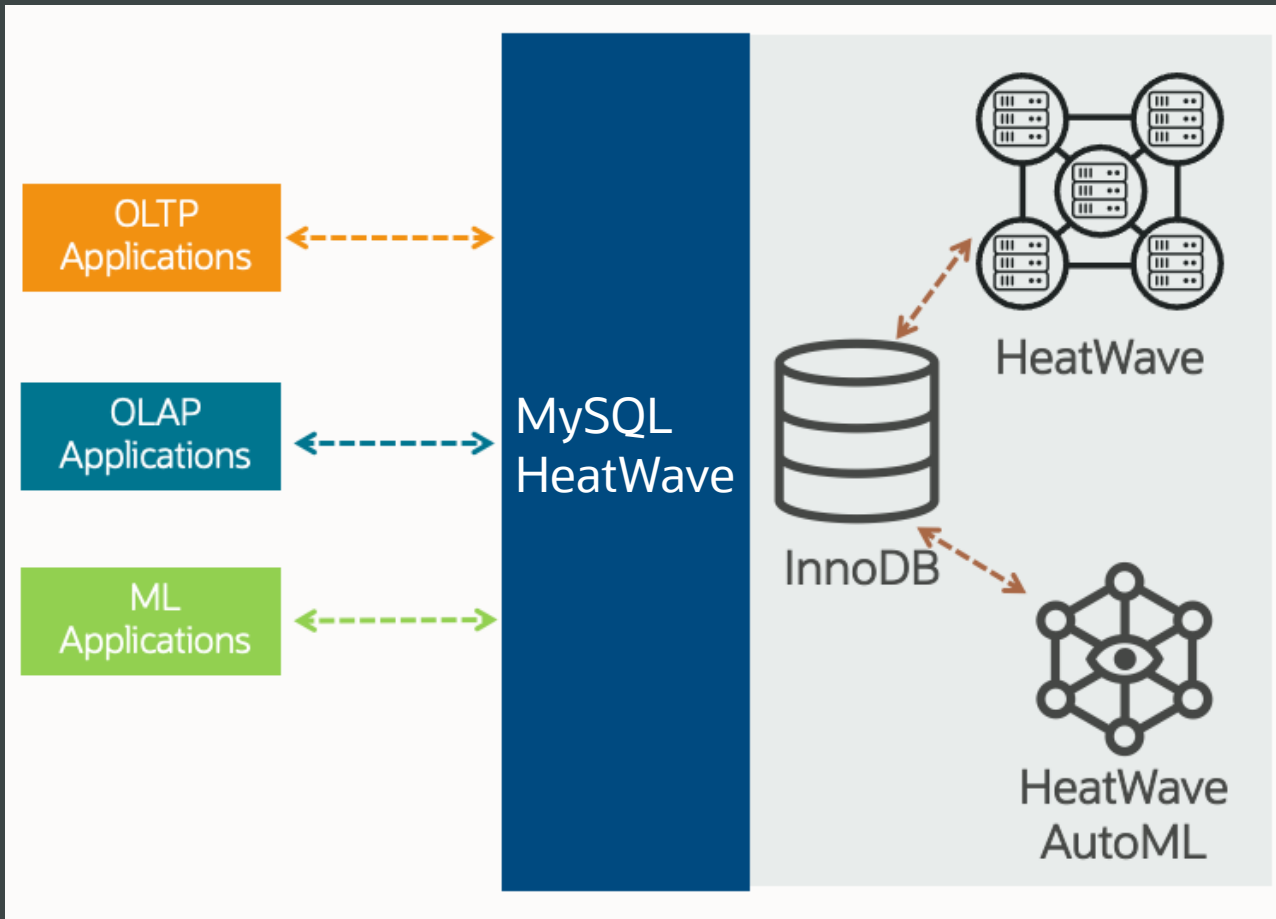 OLTP
Applications
OLAP
Applications
ML
Applications
MySQL
HeatWave
InnoDB
HeatWave
HeatWave
AutoML